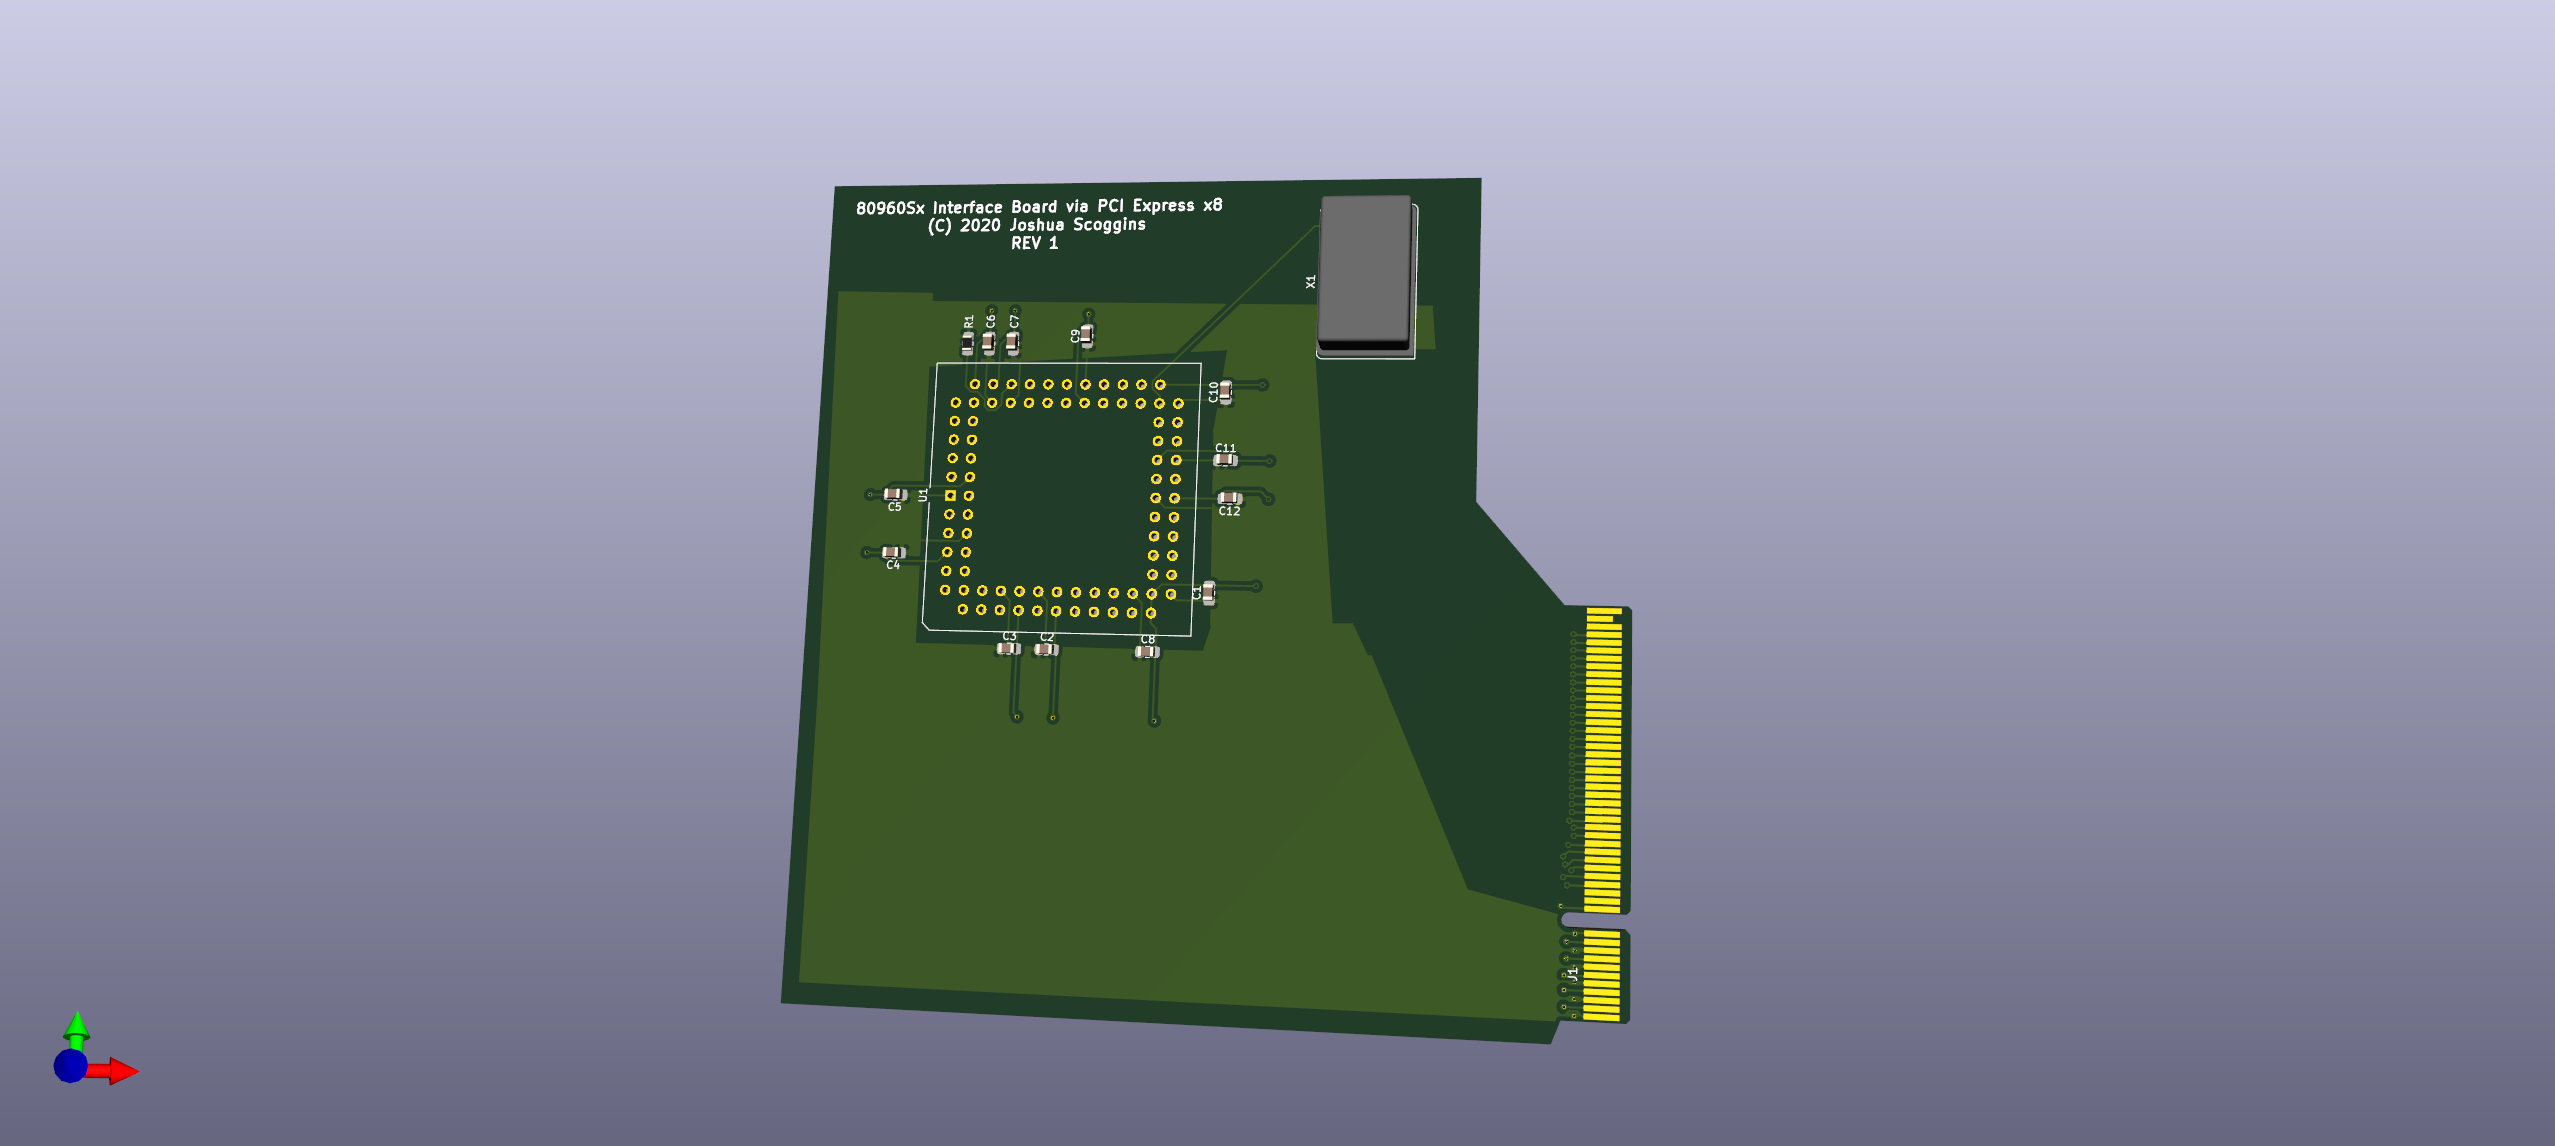 80960Sx Interface Board via PCI Express x8
(C) 2020 Joshua Scoggins
REV 1
X1
R1
C6
C7
C9
C10
C11
U1
C5
C12
C4
C1
C3
C2
C8
J1